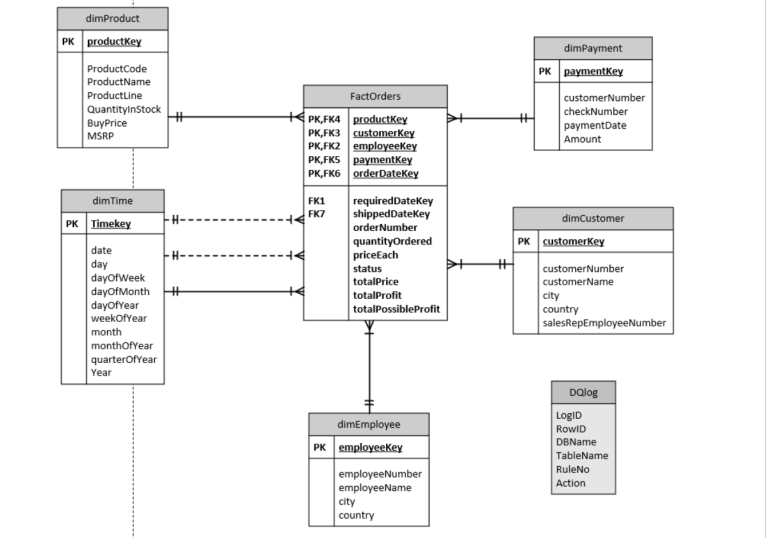 dimProduct
PK productKey
ProductCode
ProductName
ProductLine
QuantityInStock
BuyPrice
MSRP
dimPayment
PK paymentKey
customerNumber
checkNumber
paymentDate
Amount
FactOrders
PK,FK4 productKey
PK,FK3 customerKey
PK,FK2 employeeKey
PK,FK5 paymentKey
PK,FK6 orderDateKey
FK1 requiredDateKey
FK7 shippedDateKey
orderNumber
quantityOrdered
priceEach
status
totalPrice
totalProfit
totalPossibleProfit
dimTime
PK Timekey
date
day
dayOfWeek
dayOfMonth
dayOfYear
weekOfYear
month
monthOfYear
quarterOfYear
Year
dimCustomer
PK customerKey
customerNumber
customerName
city
country
salesRepEmployeeNumber
dimEmployee
PK employeeKey
employeeNumber
employeeName
city
country
DQlog
LogID
RowID
DBName
TableName
RuleNo
Action